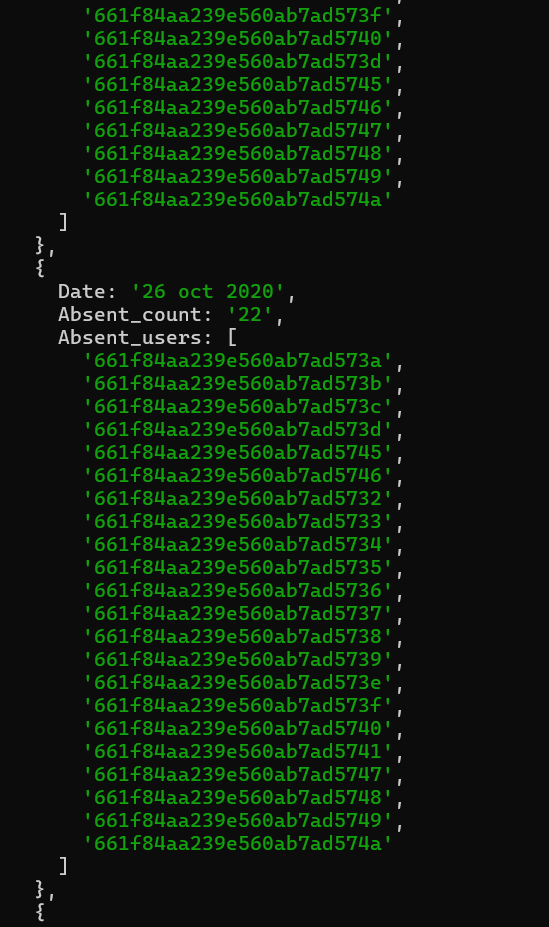 '661f84aa239e560ab7ad573f',
'661f84aa239e560ab7ad5740',
'661f84aa239e560ab7ad573d',
'661f84aa239e560ab7ad5745',
'661f84aa239e560ab7ad5746',
'661f84aa239e560ab7ad5747',
'661f84aa239e560ab7ad5748',
'661f84aa239e560ab7ad5749',
'661f84aa239e560ab7ad574a'
]
},
{
Date: '26 oct 2020',
Absent_count: '22',
Absent_users: [
'661f84aa239e560ab7ad573a',
'661f84aa239e560ab7ad573b',
'661f84aa239e560ab7ad573c',
'661f84aa239e560ab7ad573d',
'661f84aa239e560ab7ad5745',
'661f84aa239e560ab7ad5746',
'661f84aa239e560ab7ad5732',
'661f84aa239e560ab7ad5733',
'661f84aa239e560ab7ad5734',
'661f84aa239e560ab7ad5735',
'661f84aa239e560ab7ad5736',
'661f84aa239e560ab7ad5737',
'661f84aa239e560ab7ad5738',
'661f84aa239e560ab7ad5739',
'661f84aa239e560ab7ad573e',
'661f84aa239e560ab7ad573f',
'661f84aa239e560ab7ad5740',
'661f84aa239e560ab7ad5741',
'661f84aa239e560ab7ad5747',
'661f84aa239e560ab7ad5748',
'661f84aa239e560ab7ad5749',
'661f84aa239e560ab7ad574a'
]
},
{